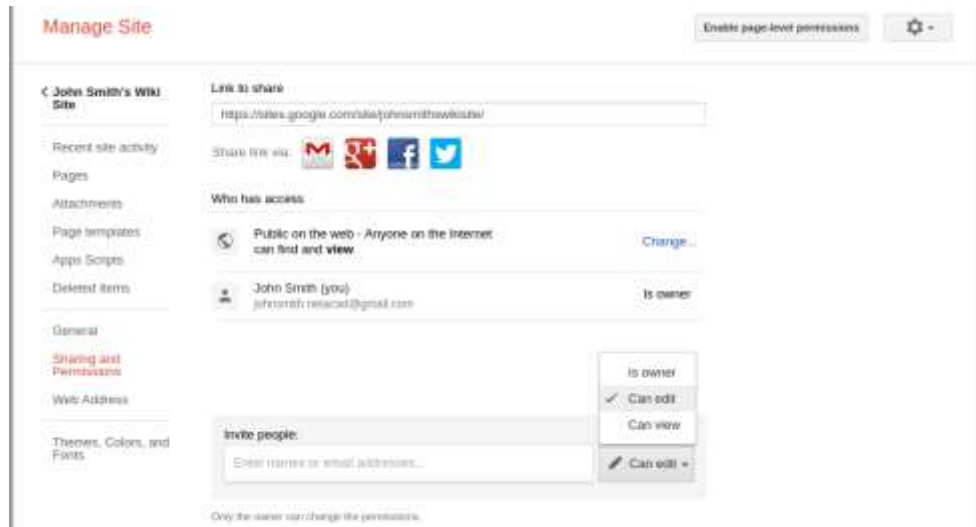 Manage Site
Enable page-level permissions
John Smith's Wiki
Site
Recent site activity
Pages
Attachments
Page templates
Apps Scripts
Deleted items
General
Sharing and
Permissions
Web Address
Themes, Colors, and
Fonts
Link to share
https://sites.google.com/site/johnsmithswikisite/
Share link via:
Who has access
Public on the web - Anyone on the Internet
can find and view
Change...
John Smith (you)
johnsmith.netacad@gmail.com
Is owner
Is owner
Can edit
Can view
Invite people:
Enter names or email addresses...
Can edit
Only the owner can change the permissions.